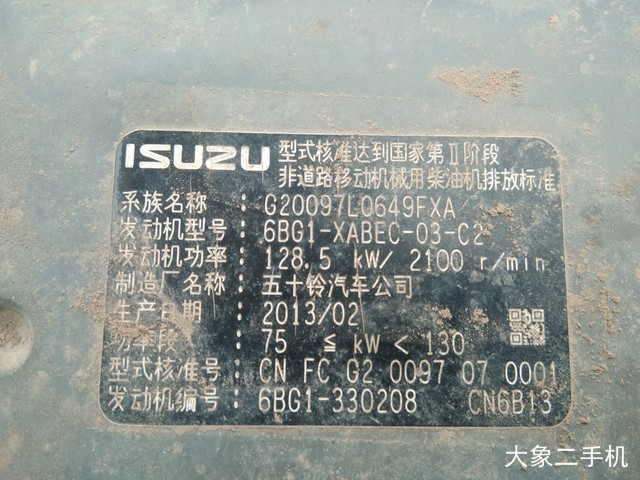 ISUZU 型式核准达到国家第Ⅱ阶段
非道路移动机械用柴油机排放标准
系族名称：G20097L0649FXA
发动机型号：6BG1-XABEC-03-C2
发动机功率：128.5 kW/ 2100 r/min
制造厂名称：五十铃汽车公司
生产日期：2013/02
功率段：75 ≦ kW < 130
型式核准号：CN FC G2 0097 07 0001
发动机编号：6BG1-330208 CN6B13
大象二手机